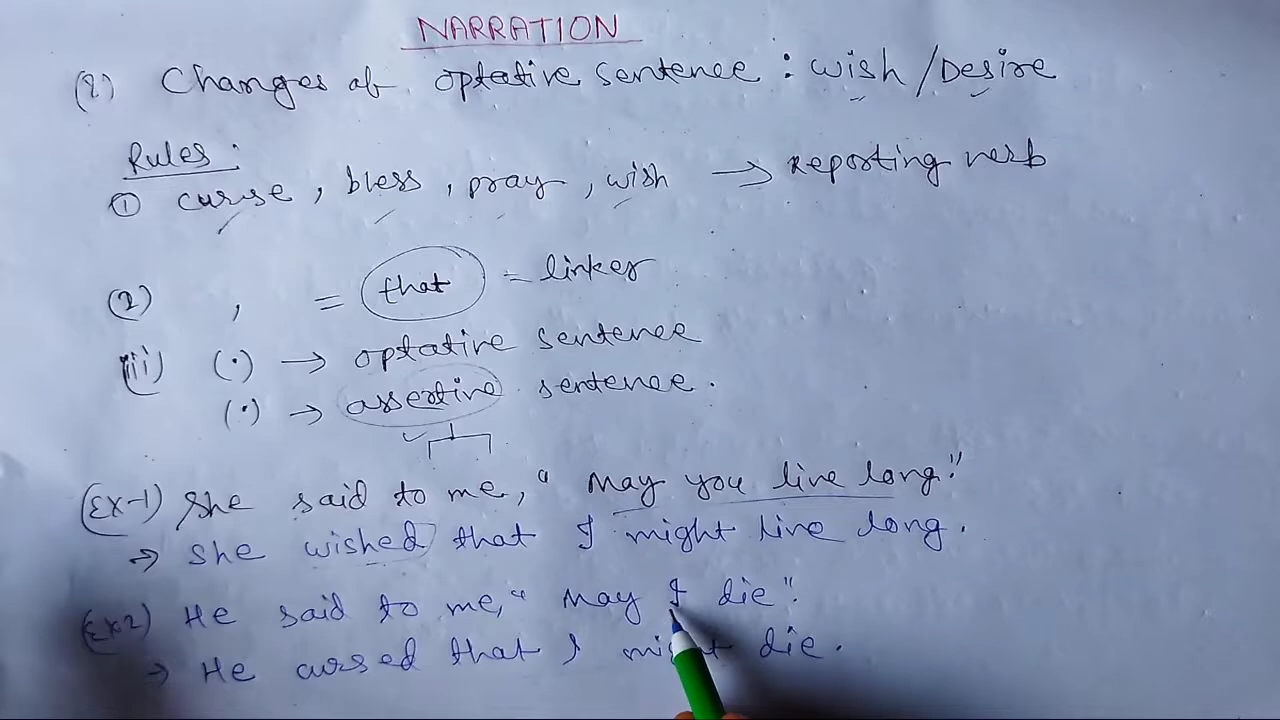 NARRATION
(2) Changes of optative sentence : wish / Desire
Rules :
① curse , bless , pray , wish → Reporting verb
(2) , = that = linker
iii) (.) → optative sentence
(.) → assertive sentence .
(Ex-1) She said to me, " May you live long."
→ She wished that I might live long .
(Ex2) He said to me, " May I die".
→ He cursed that I might die .